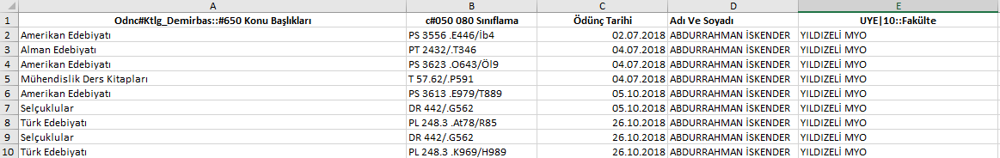 A B C D E
1 Odnc#Ktlg_Demirbas::#650 Konu Başlıkları c#050 080 Sınıflama Ödünç Tarihi Adı Ve Soyadı UYE|10::Fakülte
2 Amerikan Edebiyatı PS 3556 .E446/İb4 02.07.2018 ABDURRAHMAN İSKENDER YILDIZELİ MYO
3 Alman Edebiyatı PT 2432/.T346 04.07.2018 ABDURRAHMAN İSKENDER YILDIZELİ MYO
4 Amerikan Edebiyatı PS 3623 .O643/Öl9 04.07.2018 ABDURRAHMAN İSKENDER YILDIZELİ MYO
5 Mühendislik Ders Kitapları T 57.62/.P591 04.07.2018 ABDURRAHMAN İSKENDER YILDIZELİ MYO
6 Amerikan Edebiyatı PS 3613 .E979/T889 05.10.2018 ABDURRAHMAN İSKENDER YILDIZELİ MYO
7 Selçuklular DR 442/.G562 05.10.2018 ABDURRAHMAN İSKENDER YILDIZELİ MYO
8 Türk Edebiyatı PL 248.3 .At78/R85 26.10.2018 ABDURRAHMAN İSKENDER YILDIZELİ MYO
9 Selçuklular DR 442/.G562 26.10.2018 ABDURRAHMAN İSKENDER YILDIZELİ MYO
10 Türk Edebiyatı PL 248.3 .K969/H989 26.10.2018 ABDURRAHMAN İSKENDER YILDIZELİ MYO